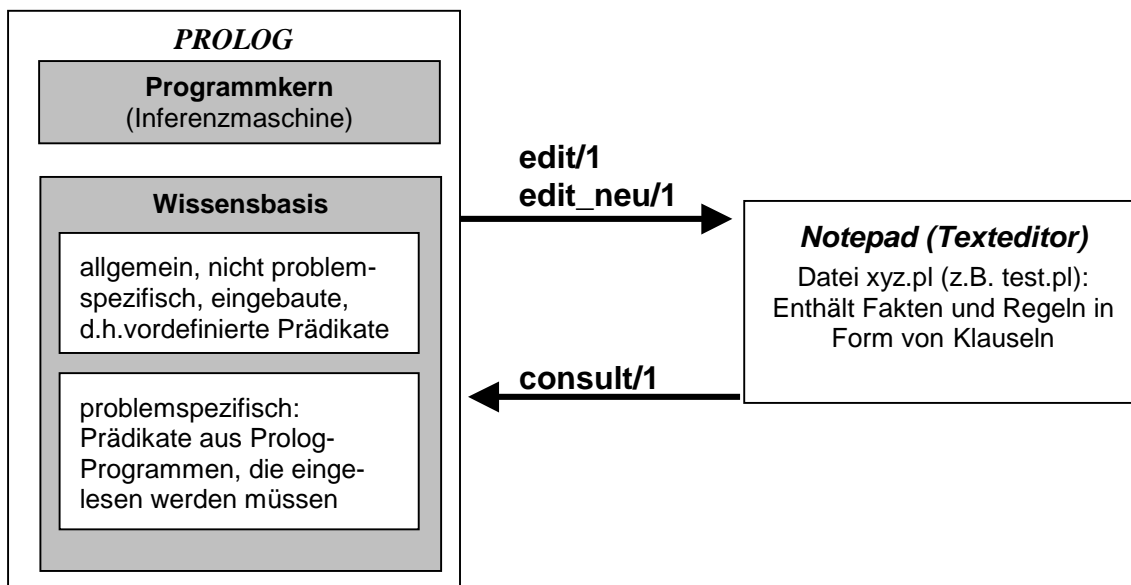 PROLOG
Programmkern
(Inferenzmaschine)
Wissensbasis
allgemein, nicht problem-
spezifisch, eingebaute,
d.h.vordefinierte Prädikate
problemspezifisch:
Prädikate aus Prolog-
Programmen, die einge-
lesen werden müssen
edit/1
edit_neu/1
consult/1
Notepad (Texteditor)
Datei xyz.pl (z.B. test.pl):
Enthält Fakten und Regeln in
Form von Klauseln